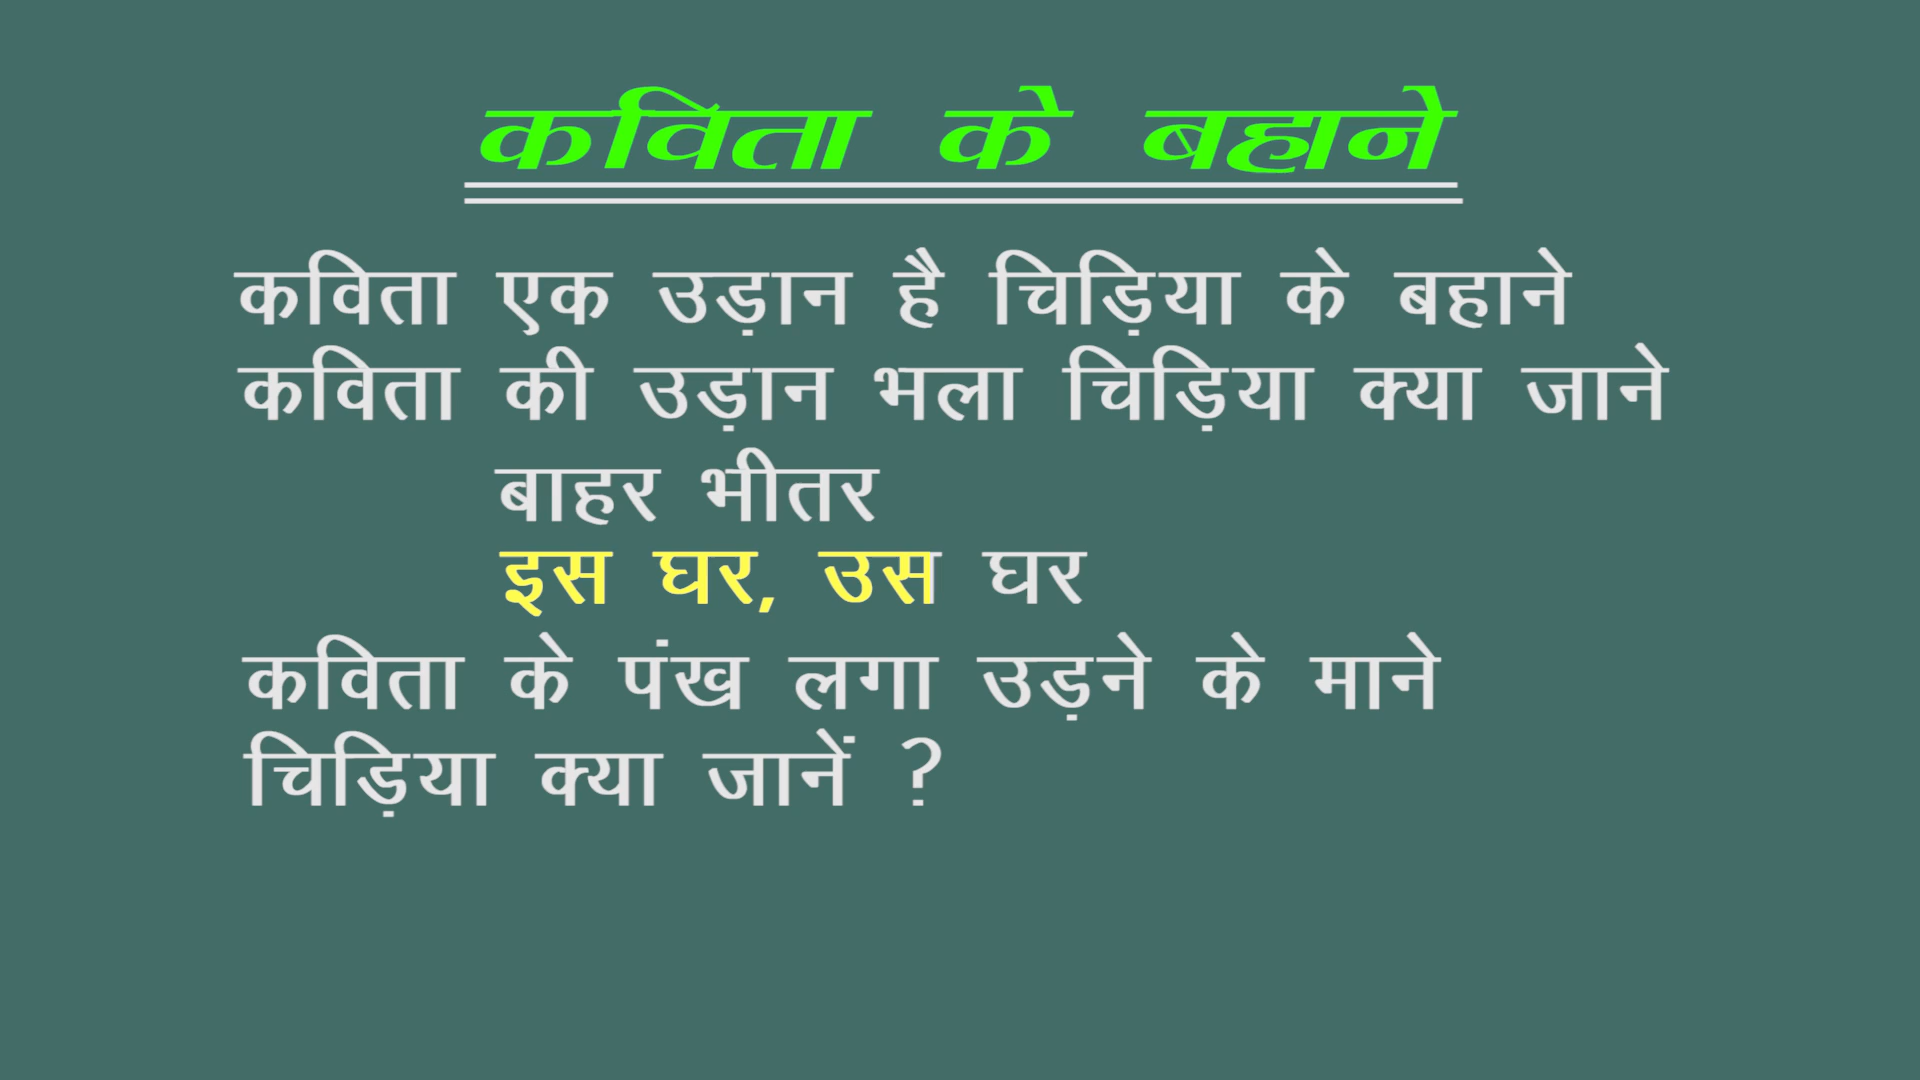 कविता के बहाने
कविता एक उड़ान है चिड़िया के बहाने
कविता की उड़ान भला चिड़िया क्या जाने
बाहर भीतर
इस घर, उस घर
कविता के पंख लगा उड़ने के माने
चिड़िया क्या जानें ?